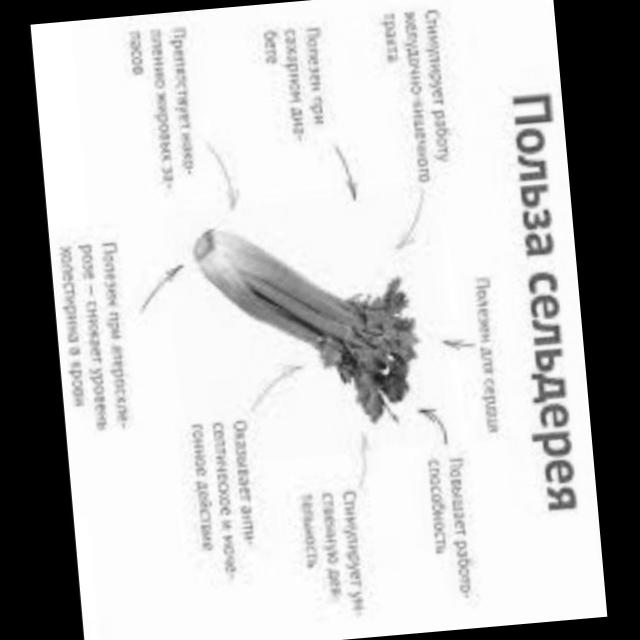 Польза сельдерея
Полезен для сердца
Стимулирует работу
желудочно-кишечного
тракта
Повышает работо-
способность
Полезен при
сахарном диа-
бете
Стимулирует ум-
ственную дея-
тельность
Препятствует нако-
плению жировых за-
пасов
Оказывает анти-
септическое и моче-
гонное действие
Полезен при атероскле-
розе — снижает уровень
холестерина в крови